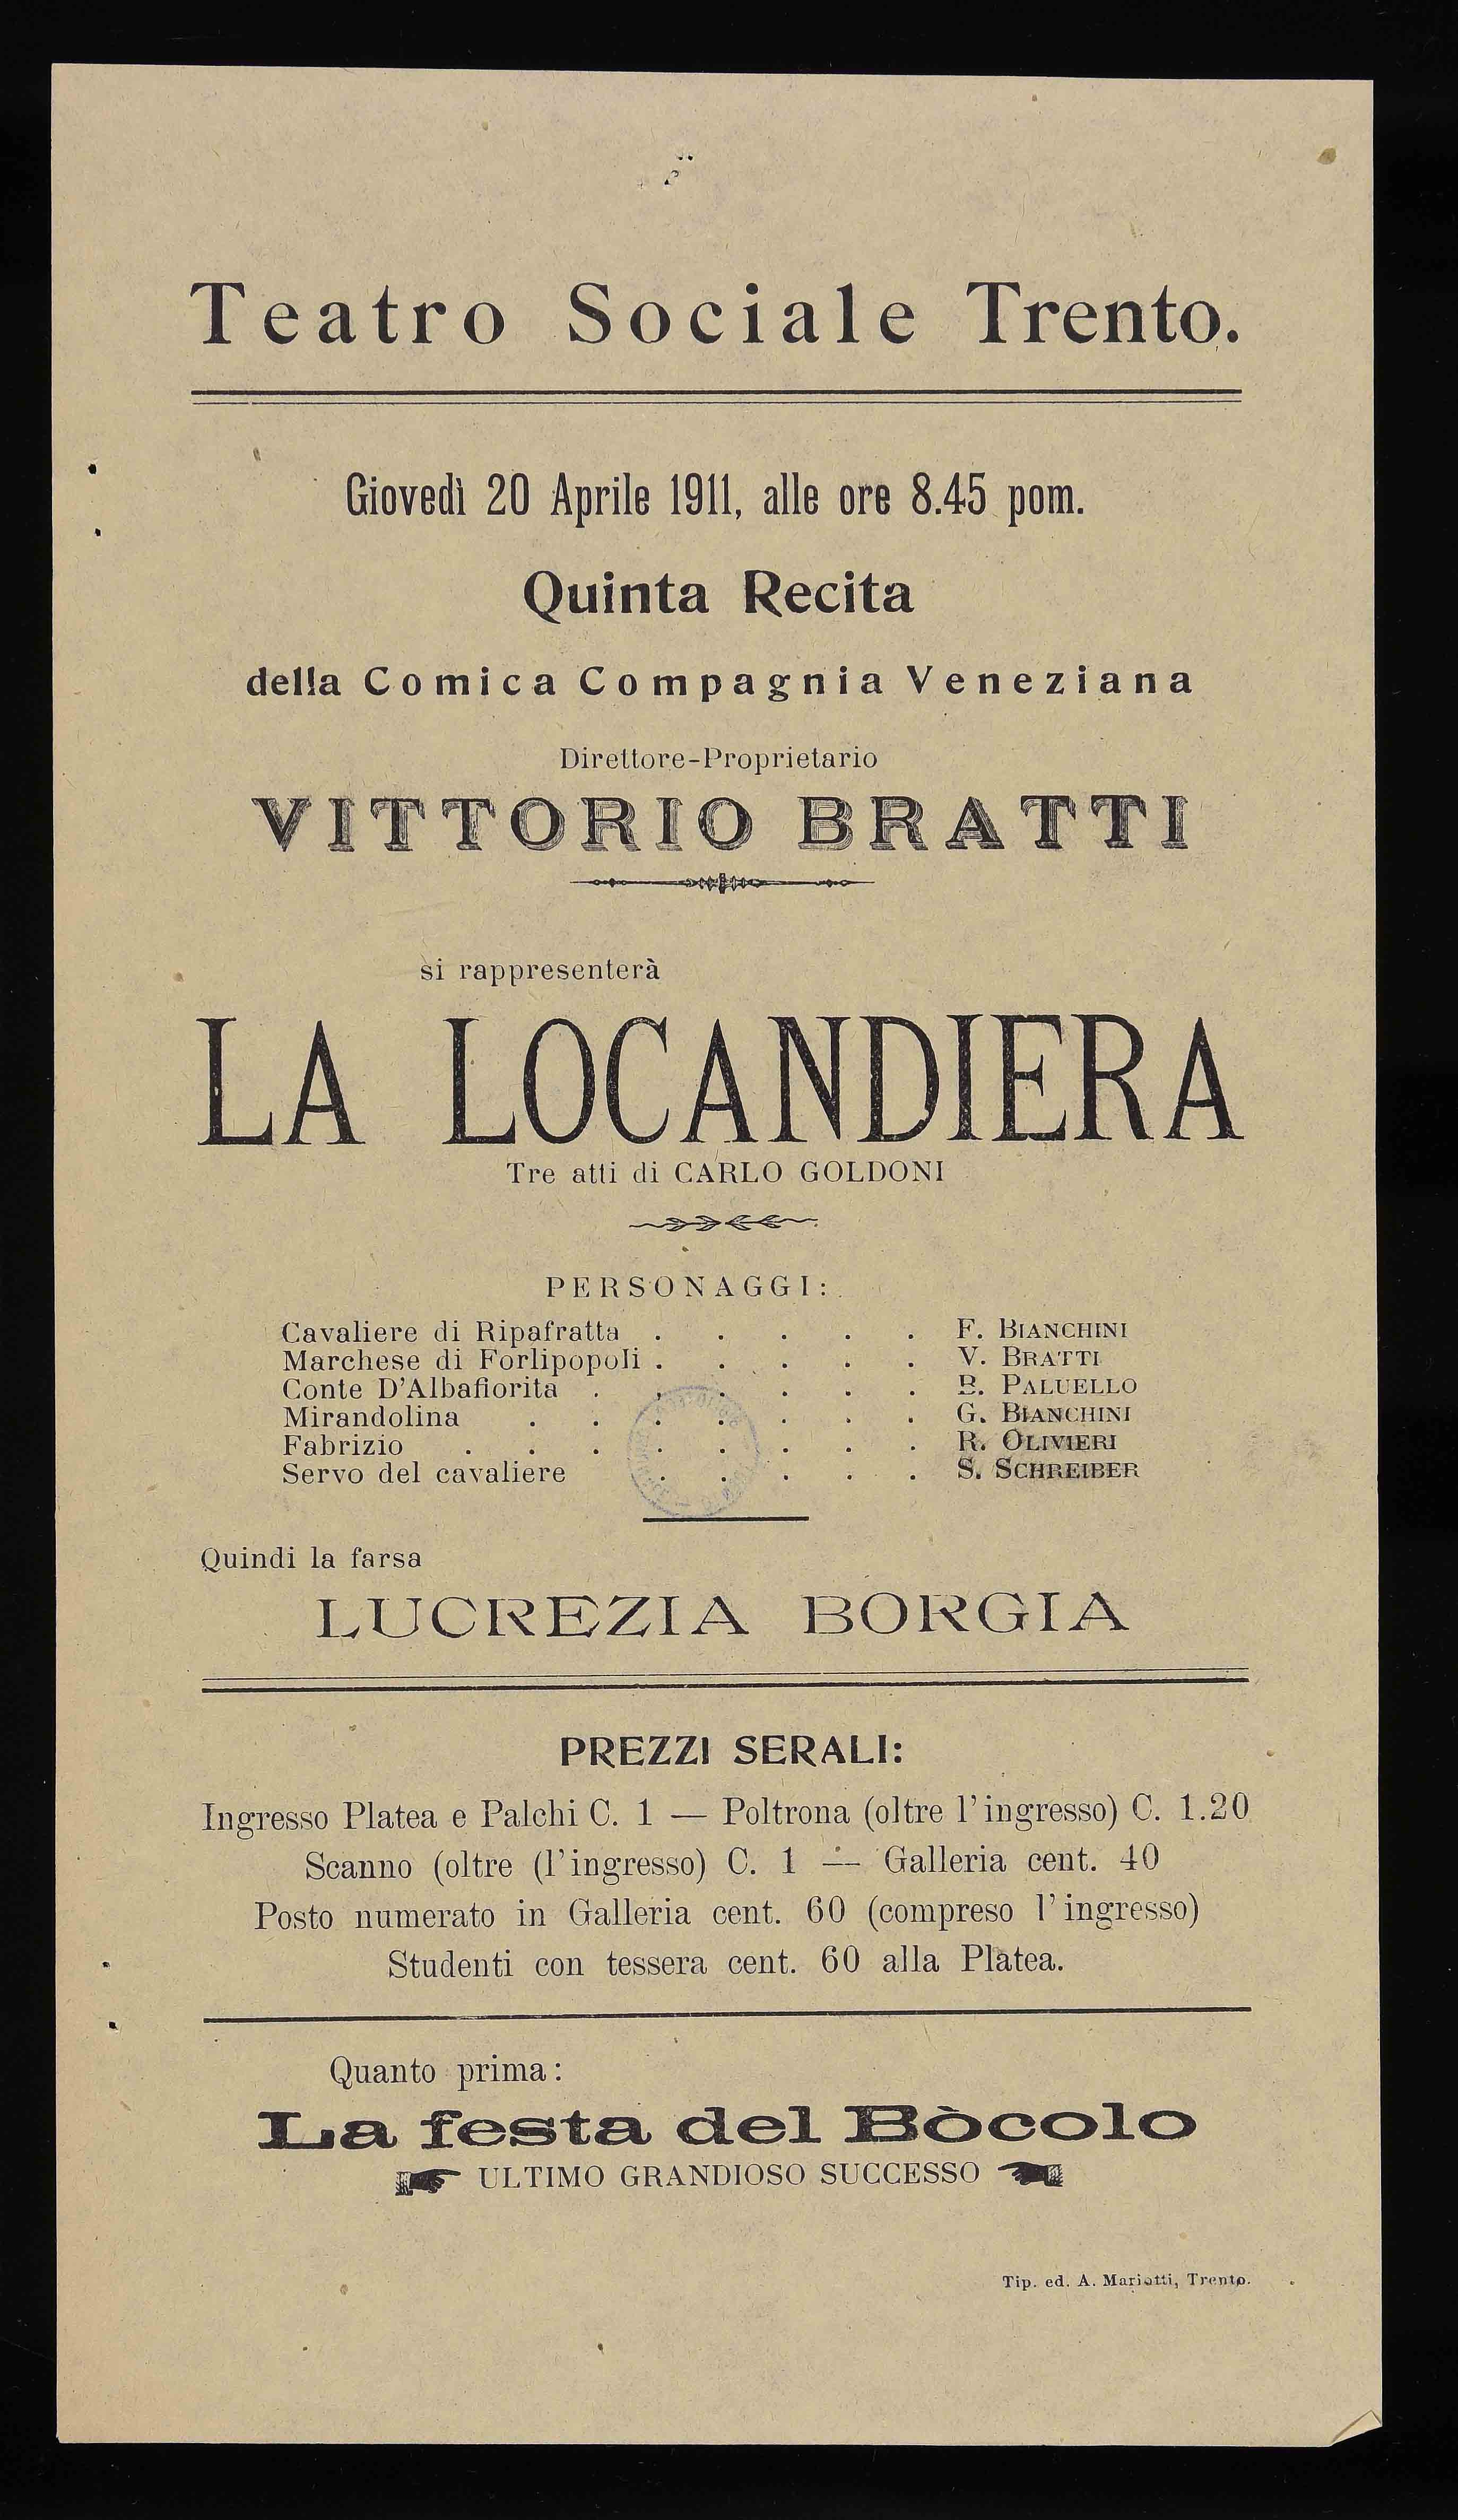 Teatro Sociale Trento.
Giovedì 20 Aprile 1911, alle ore 8.45 pom.
Quinta Recita
della Comica Compagnia Veneziana
Direttore-Proprietario
VITTORIO BRATTI
si rappresenterà
LA LOCANDIERA
Tre atti di CARLO GOLDONI
PERSONAGGI:
Cavaliere di Ripafratta . . . . . F. BIANCHINI
Marchese di Forlipopoli . . . . . V. BRATTI
Conte D'Albafiorita . . . . . . B. PALUELLO
Mirandolina . . . . . . . G. BIANCHINI
Fabrizio . . . . . . . . R. OLIVIERI
Servo del cavaliere . . . . . S. SCHREIBER
Quindi la farsa
LUCREZIA BORGIA
PREZZI SERALI:
Ingresso Platea e Palchi C. 1 — Poltrona (oltre l'ingresso) C. 1.20
Scanno (oltre (l'ingresso) C. 1 — Galleria cent. 40
Posto numerato in Galleria cent. 60 (compreso l'ingresso)
Studenti con tessera cent. 60 alla Platea.
Quanto prima:
La festa del Bòcolo
ULTIMO GRANDIOSO SUCCESSO
Tip. ed. A. Mariotti, Trento.